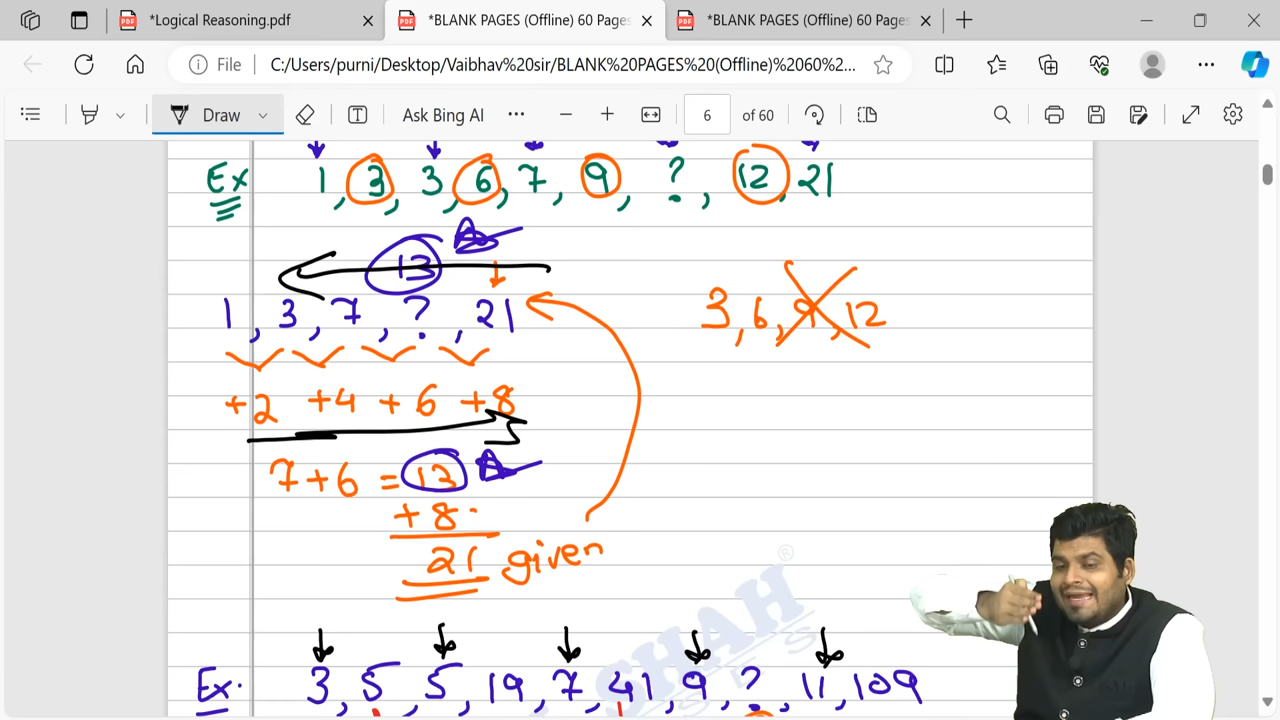 *Logical Reasoning.pdf
*BLANK PAGES (Offline) 60 Pages
*BLANK PAGES (Offline) 60 Pages
File
C:/Users/purni/Desktop/Vaibhav%20sir/BLANK%20PAGES%20(Offline)%2060%2...
Draw
Ask Bing AI
6
of 60
Ex 1, 3, 3, 6, 7, 9, ?, 12, 21
13
1, 3, 7, ?, 21
3, 6, 9, 12
+2 +4 +6 +8
7+6 = 13
+8
21 given
SHAH
®
Ex. 3, 5, 5, 19, 7, 41, 9, ?, 11, 109